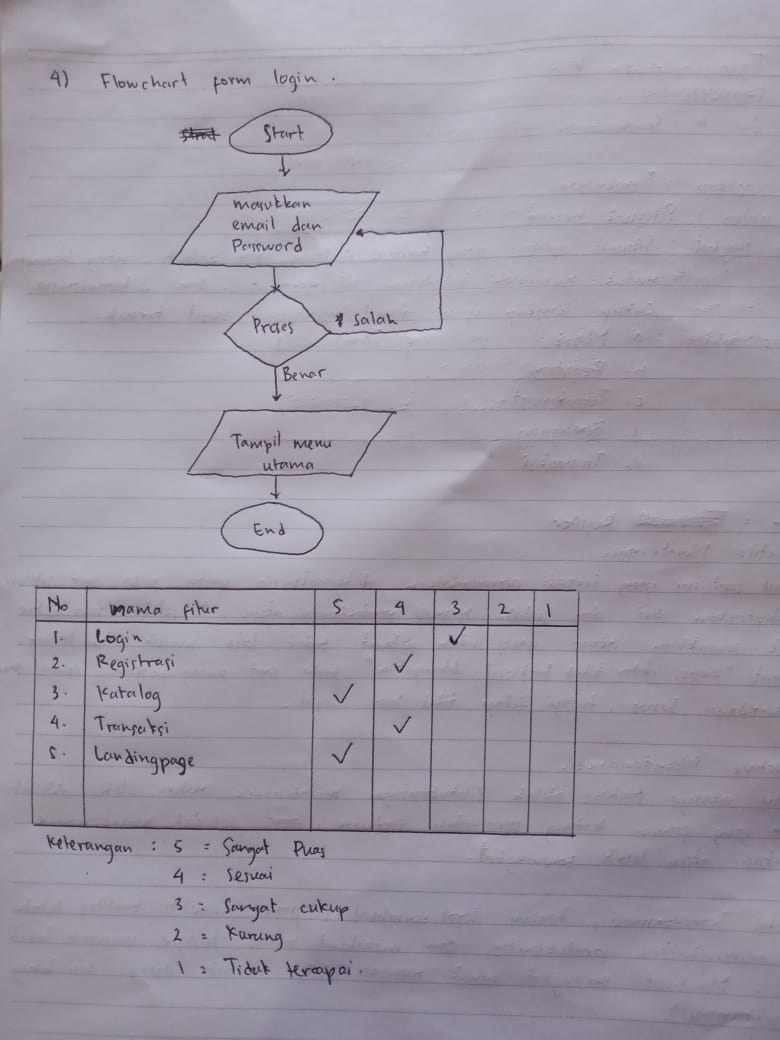 4) Flowchart form login.
Start
masukkan
email dan
Password
Proses
salah
Benar
Tampil menu
utama
End
No nama fitur 5 4 3 2 1
1. Login ✓
2. Registrasi ✓
3. Katalog ✓
4. Transaksi ✓
5. Landingpage ✓
Keterangan : 5 = Sangat Puas
4 : Sesuai
3 : Sangat cukup
2 = Kurang
1 : Tidak tercapai.